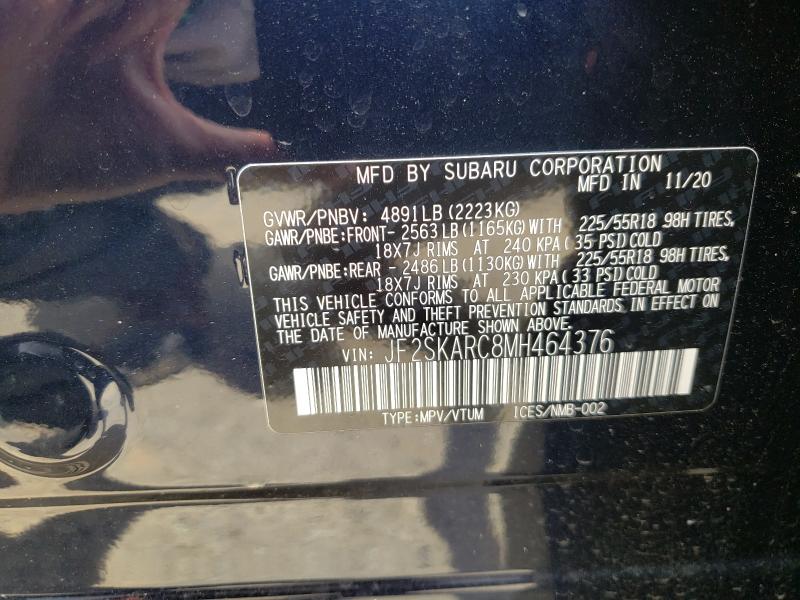 MFD BY SUBARU CORPORATION
MFD IN 11/20
GVWR/PNBV: 4891LB (2223KG)
GAWR/PNBE:FRONT- 2563 LB (1165KG) WITH 225/55R18 98H TIRES,
18X7J RIMS AT 240 KPA ( 35 PSI) COLD
GAWR/PNBE:REAR - 2486 LB (1130KG) WITH 225/55R18 98H TIRES,
18X7J RIMS AT 230 KPA ( 33 PSI) COLD
THIS VEHICLE CONFORMS TO ALL APPLICABLE FEDERAL MOTOR
VEHICLE SAFETY AND THEFT PREVENTION STANDARDS IN EFFECT ON
THE DATE OF MANUFACTURE SHOWN ABOVE.
VIN: JF2SKARC8MH464376
TYPE:MPV/VTUM ICES/NMB-002